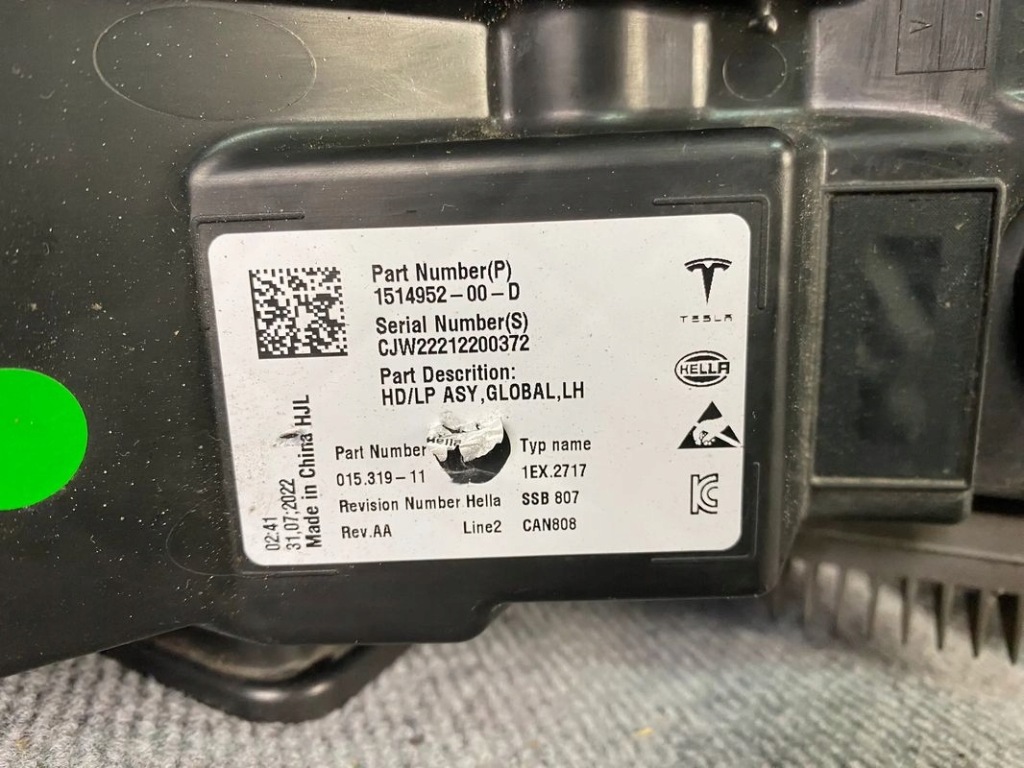 Part Number(P)
1514952-00-D
Serial Number(S)
CJW22212200372
Part Descrition:
HD/LP ASY,GLOBAL,LH
TESLA
HELLA
Part Number Hella
015.319-11
Typ name
1EX.2717
Revision Number Hella
SSB 807
Rev.AA
Line2
CAN808
02:41
31.07.2022
Made in China HJL